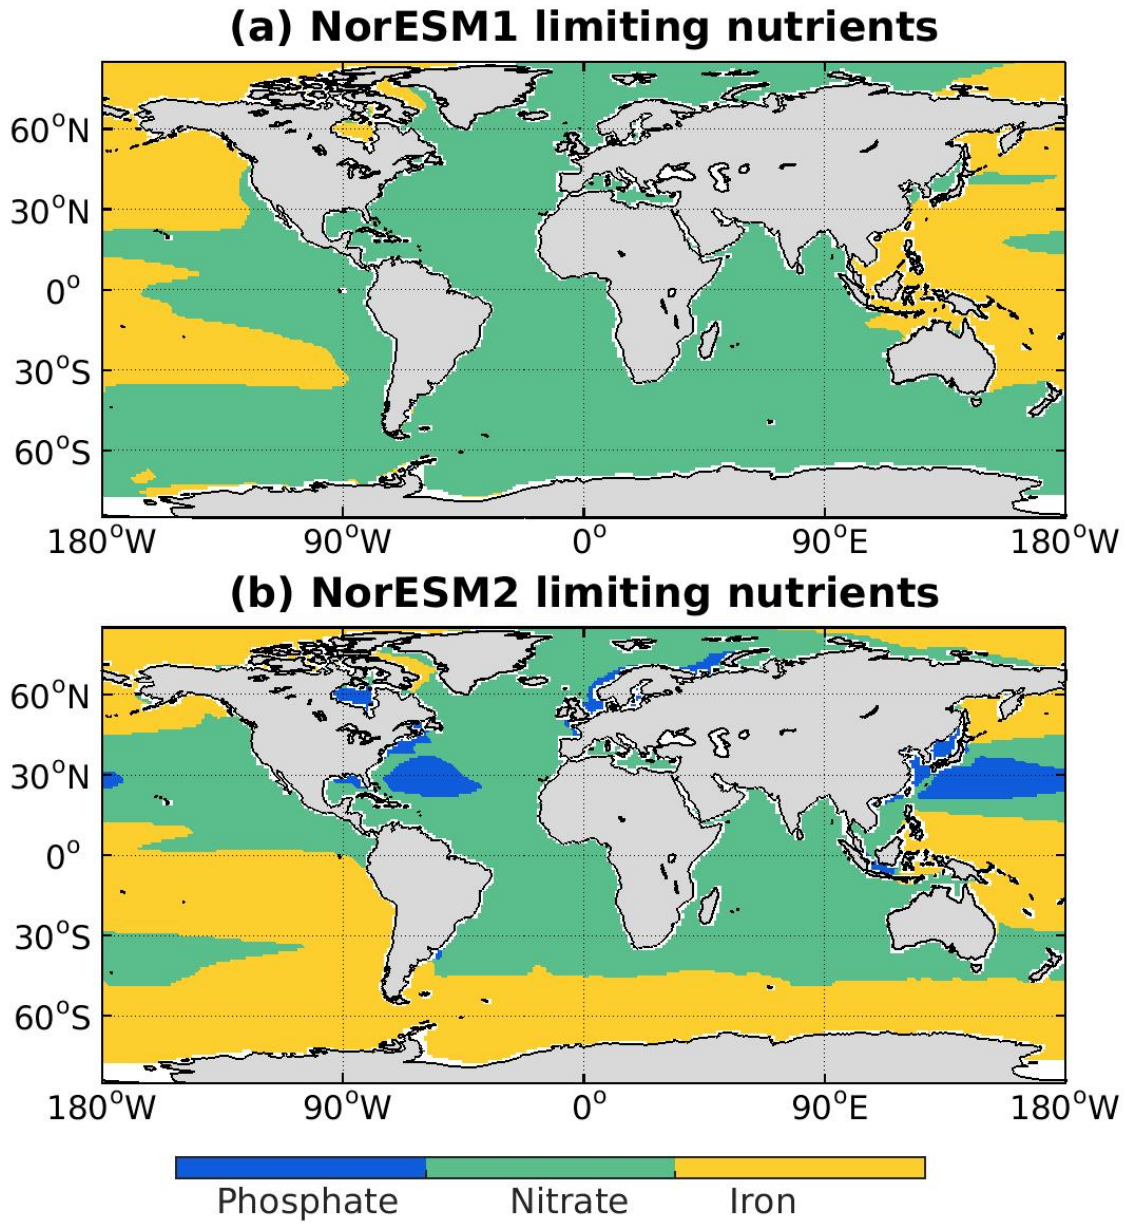 (a) NorESM1 limiting nutrients
60°N
30°N
0°
30°S
60°S
180°W 90°W 0° 90°E 180°W
(b) NorESM2 limiting nutrients
60°N
30°N
0°
30°S
60°S
180°W 90°W 0° 90°E 180°W
Phosphate Nitrate Iron